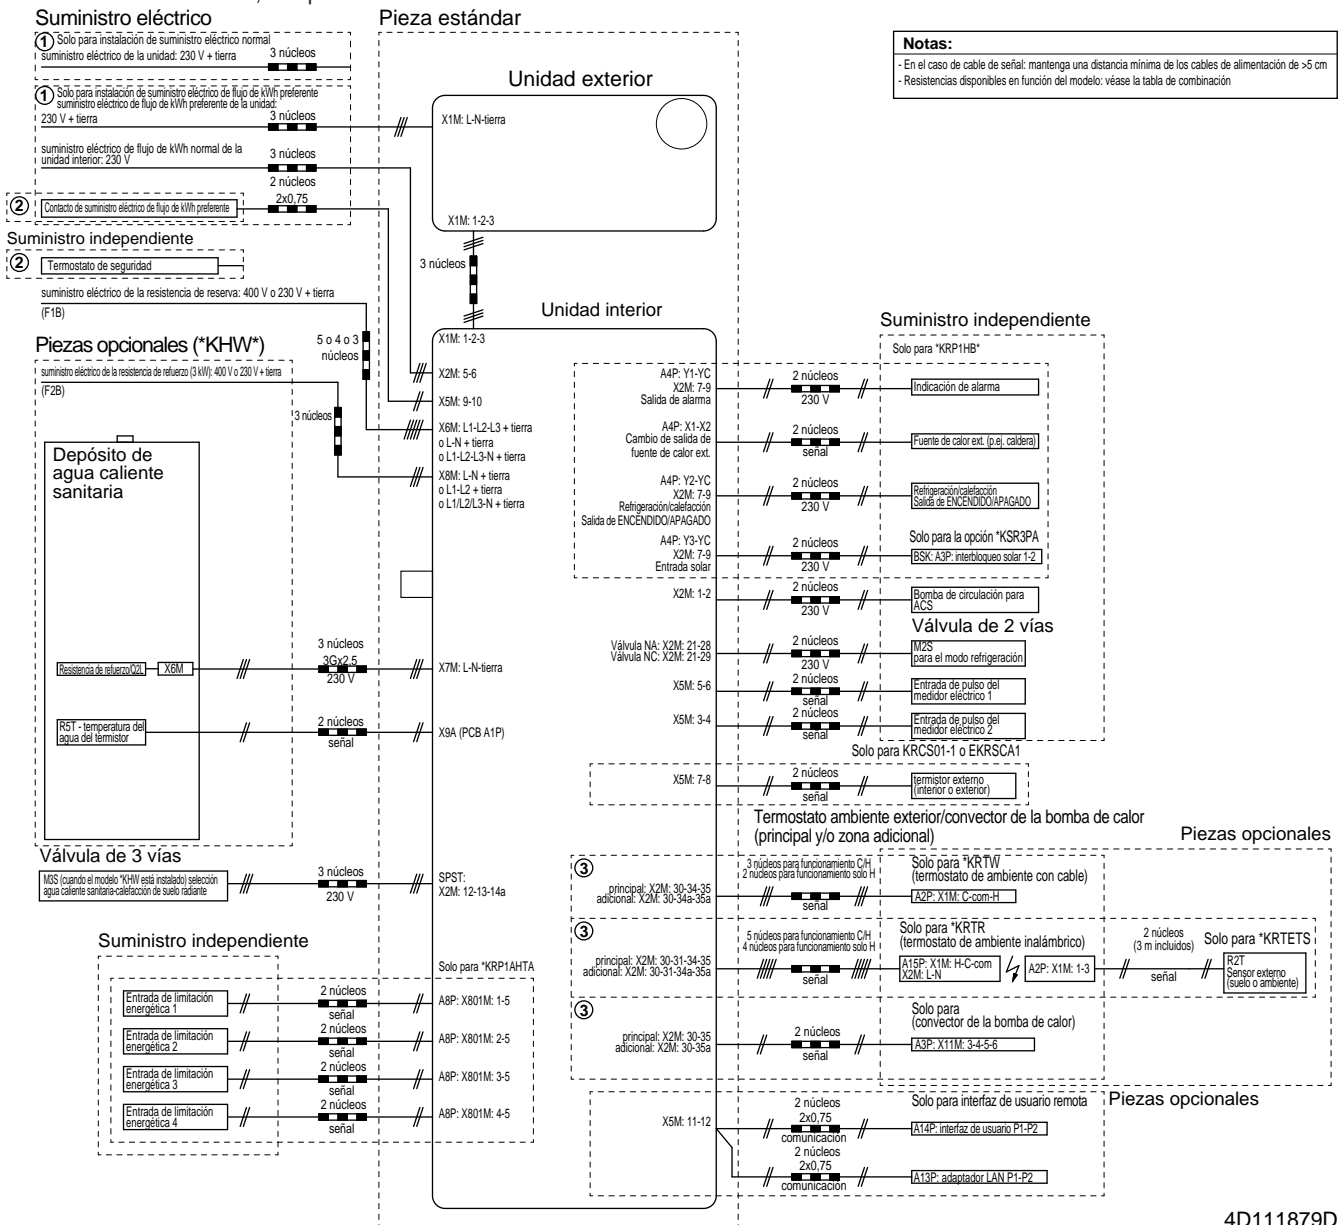 Suministro eléctrico
Pieza estándar
1 Solo para instalación de suministro eléctrico normal
suministro eléctrico de la unidad: 230 V + tierra
3 núcleos
1 Solo para instalación de suministro eléctrico de flujo de kWh preferente
suministro eléctrico de flujo de kWh preferente de la unidad:
230 V + tierra
3 núcleos
suministro eléctrico de flujo de kWh normal de la
unidad interior: 230 V
3 núcleos
2 núcleos
2x0,75
2 Contacto de suministro eléctrico de flujo de kWh preferente
Suministro independiente
2 Termostato de seguridad
suministro eléctrico de la resistencia de reserva: 400 V o 230 V + tierra
(F1B)
5 o 4 o 3
núcleos
Piezas opcionales (*KHW*)
suministro eléctrico de la resistencia de refuerzo (3 kW): 400 V o 230 V + tierra
(F2B)
3 núcleos
Depósito de
agua caliente
sanitaria
Resistencia de refuerzo/Q2L
X6M
3 núcleos
3Gx2,5
230 V
R5T - temperatura del
agua del termistor
2 núcleos
señal
Válvula de 3 vías
M3S (cuando el modelo *KHW está instalado) selección
agua caliente sanitaria-calefacción de suelo radiante
3 núcleos
230 V
Suministro independiente
Entrada de limitación
energética 1
2 núcleos
señal
Entrada de limitación
energética 2
2 núcleos
señal
Entrada de limitación
energética 3
2 núcleos
señal
Entrada de limitación
energética 4
2 núcleos
señal
Unidad exterior
X1M: L-N-tierra
X1M: 1-2-3
3 núcleos
Unidad interior
X1M: 1-2-3
X2M: 5-6
X5M: 9-10
X6M: L1-L2-L3 + tierra
o L-N + tierra
o L1-L2-L3-N + tierra
X8M: L-N + tierra
o L1-L2 + tierra
o L1/L2/L3-N + tierra
X7M: L-N-tierra
X9A (PCB A1P)
SPST:
X2M: 12-13-14a
Solo para *KRP1AHTA
A8P: X801M: 1-5
A8P: X801M: 2-5
A8P: X801M: 3-5
A8P: X801M: 4-5
Notas:
- En el caso de cable de señal: mantenga una distancia mínima de los cables de alimentación de >5 cm
- Resistencias disponibles en función del modelo: véase la tabla de combinación
Suministro independiente
Solo para *KRP1HB*
A4P: Y1-YC
X2M: 7-9
Salida de alarma
2 núcleos
230 V
Indicación de alarma
A4P: X1-X2
Cambio de salida de
fuente de calor ext.
2 núcleos
señal
Fuente de calor ext. (p.ej. caldera)
A4P: Y2-YC
X2M: 7-9
Refrigeración/calefacción
Salida de ENCENDIDO/APAGADO
2 núcleos
230 V
Refrigeración/calefacción
Salida de ENCENDIDO/APAGADO
Solo para la opción *KSR3PA
A4P: Y3-YC
X2M: 7-9
Entrada solar
2 núcleos
230 V
BSK: A3P: interbloqueo solar 1-2
X2M: 1-2
2 núcleos
230 V
Bomba de circulación para
ACS
Válvula de 2 vías
Válvula NA: X2M: 21-28
Válvula NC: X2M: 21-29
2 núcleos
230 V
M2S
para el modo refrigeración
X5M: 5-6
2 núcleos
señal
Entrada de pulso del
medidor eléctrico 1
X5M: 3-4
2 núcleos
señal
Entrada de pulso del
medidor eléctrico 2
Solo para KRCS01-1 o EKRSCA1
X5M: 7-8
2 núcleos
señal
termistor externo
(interior o exterior)
Termostato ambiente exterior/convector de la bomba de calor
(principal y/o zona adicional)
Piezas opcionales
3
principal: X2M: 30-34-35
adicional: X2M: 30-34a-35a
3 núcleos para funcionamiento C/H
2 núcleos para funcionamiento solo H
señal
Solo para *KRTW
(termostato de ambiente con cable)
A2P: X1M: C-com-H
3
principal: X2M: 30-31-34-35
adicional: X2M: 30-31-34a-35a
5 núcleos para funcionamiento C/H
4 núcleos para funcionamiento solo H
señal
Solo para *KRTR
(termostato de ambiente inalámbrico)
A15P: X1M: H-C-com
X2M: L-N
A2P: X1M: 1-3
2 núcleos
(3 m incluidos)
señal
Solo para *KRTETS
R2T
Sensor externo
(suelo o ambiente)
3
principal: X2M: 30-35
adicional: X2M: 30-35a
2 núcleos
señal
Solo para
(convector de la bomba de calor)
A3P: X11M: 3-4-5-6
Piezas opcionales
X5M: 11-12
2 núcleos
2x0,75
comunicación
Solo para interfaz de usuario remota
A14P: interfaz de usuario P1-P2
2 núcleos
2x0,75
comunicación
A13P: adaptador LAN P1-P2
4D111879D